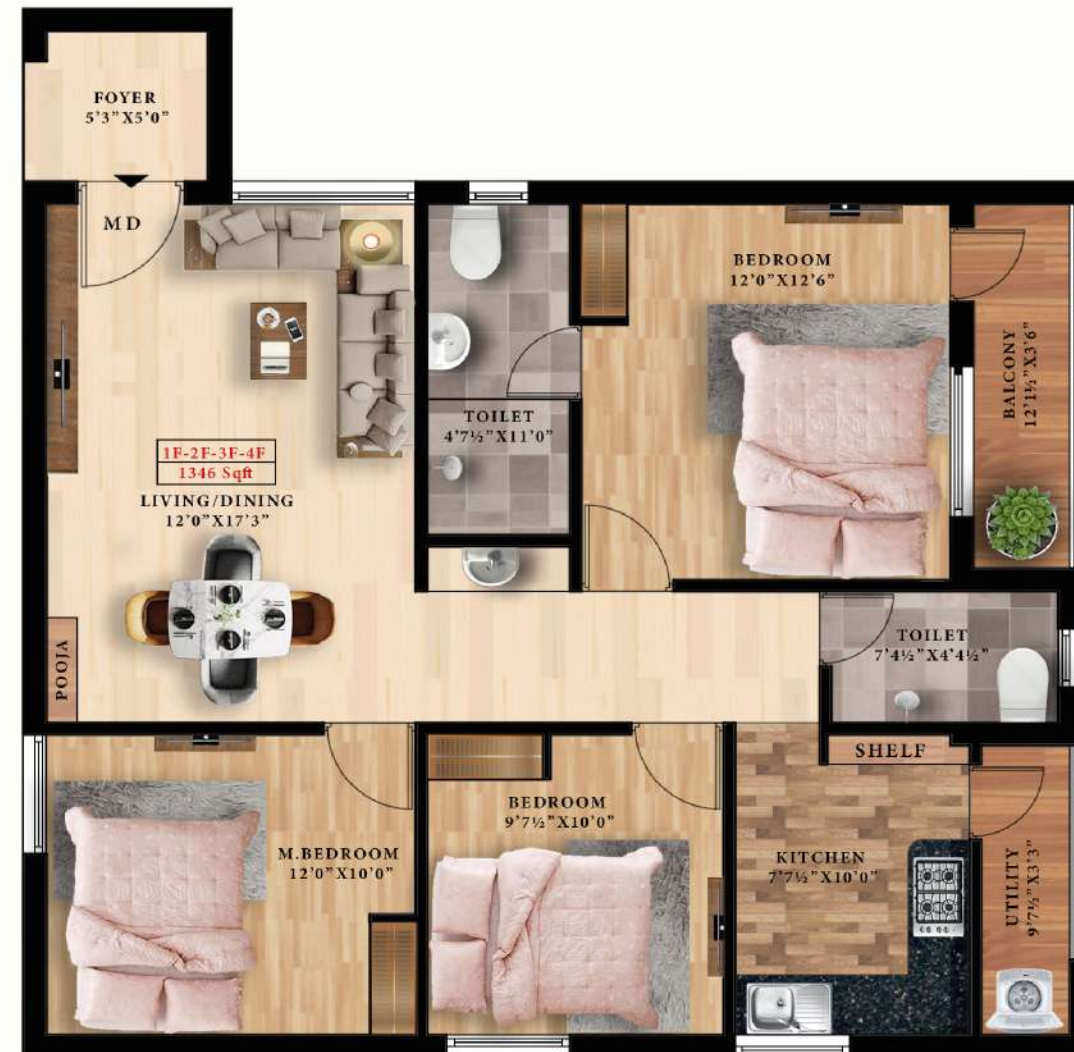 FOYER
5'3"X5'0"
MD
BEDROOM
12'0"X12'6"
BALCONY
12'1½"X3'6"
TOILET
4'7½"X11'0"
1F-2F-3F-4F
1346 Sqft
LIVING/DINING
12'0"X17'3"
POOJA
TOILET
7'4½"X4'4½"
SHELF
M.BEDROOM
12'0"X10'0"
BEDROOM
9'7½"X10'0"
KITCHEN
7'7½"X10'0"
UTILITY
9'7½"X3'3"